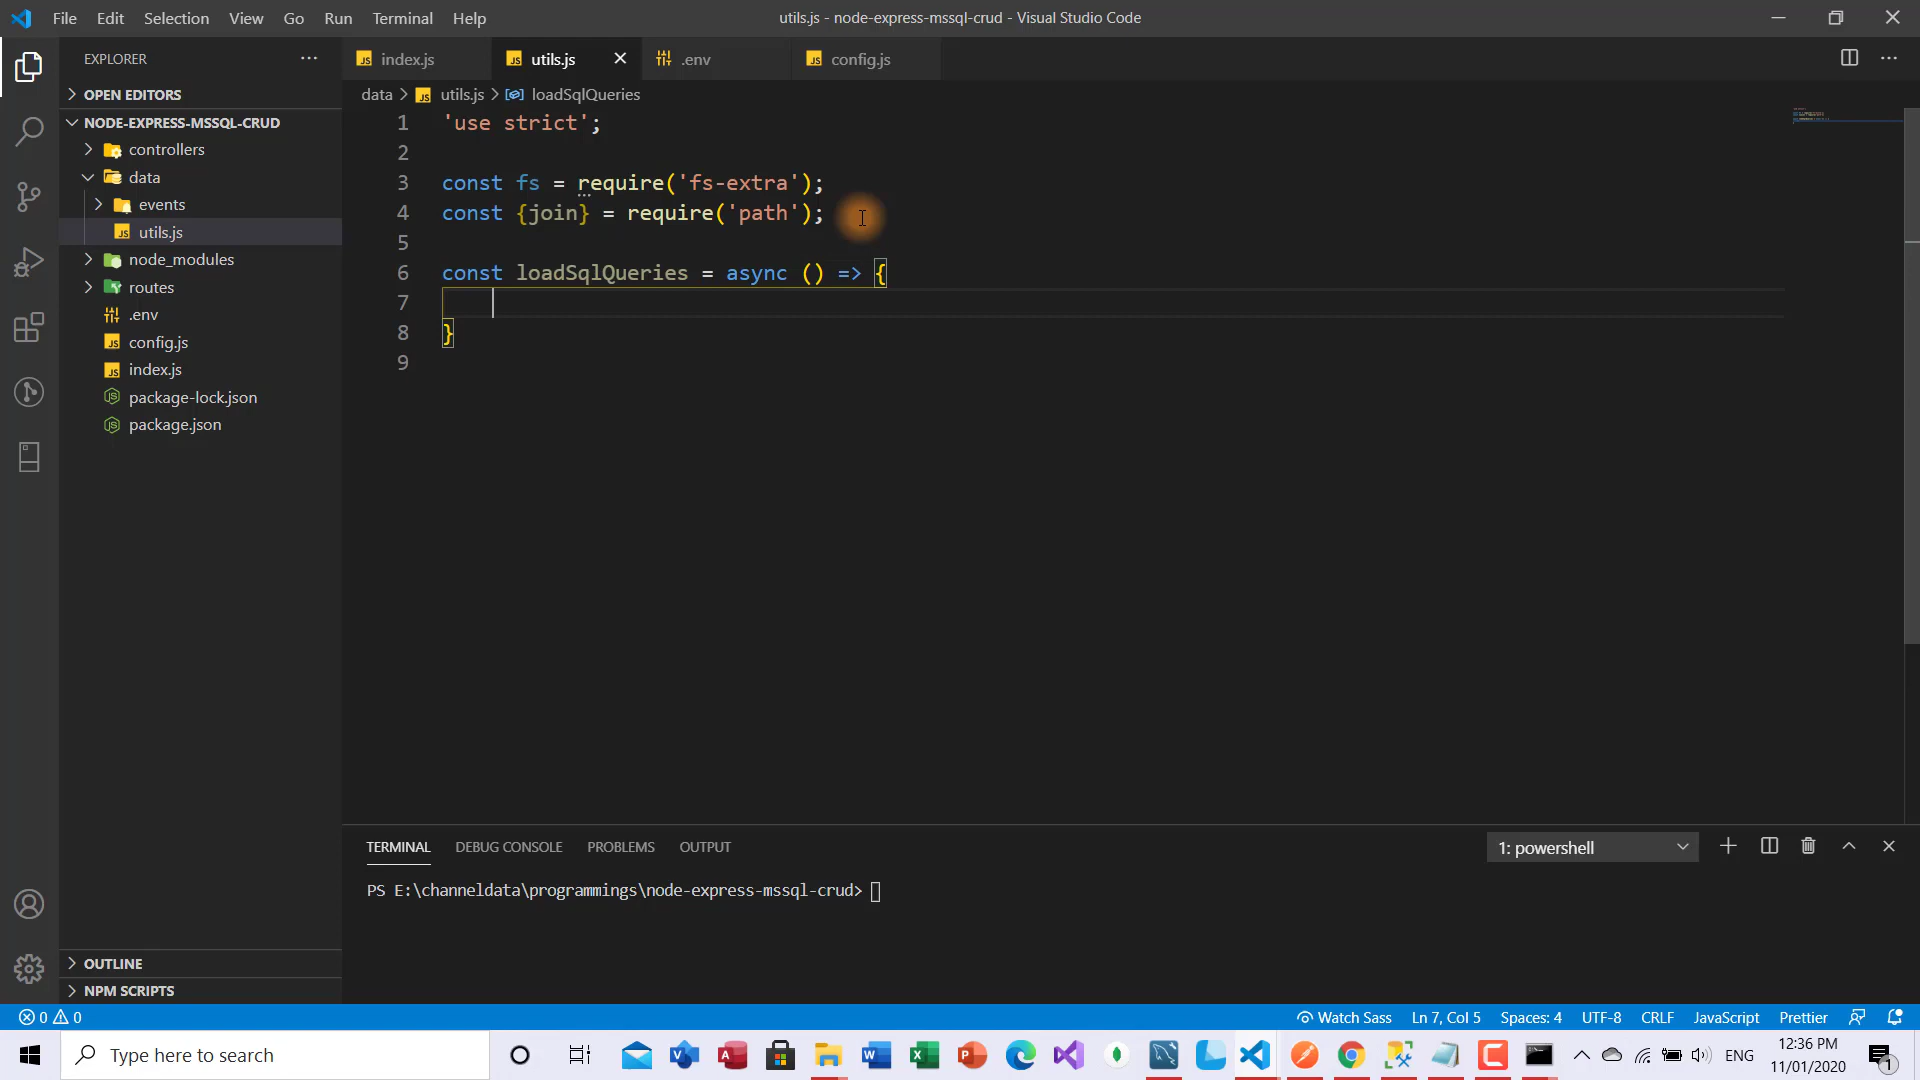 File Edit Selection View Go Run Terminal Help
utils.js - node-express-mssql-crud - Visual Studio Code
EXPLORER
index.js
utils.js
.env
config.js
OPEN EDITORS
data > utils.js > loadSqlQueries
NODE-EXPRESS-MSSQL-CRUD
controllers
data
events
utils.js
node_modules
routes
.env
config.js
index.js
package-lock.json
package.json
1 'use strict';
2
3 const fs = require('fs-extra');
4 const {join} = require('path');
5
6 const loadSqlQueries = async () => {
7
8 }
9
TERMINAL DEBUG CONSOLE PROBLEMS OUTPUT
1: powershell
PS E:\channeldata\programmings\node-express-mssql-crud>
OUTLINE
NPM SCRIPTS
0 0
Watch Sass Ln 7, Col 5 Spaces: 4 UTF-8 CRLF JavaScript Prettier
Type here to search
ENG
12:36 PM
11/01/2020
1